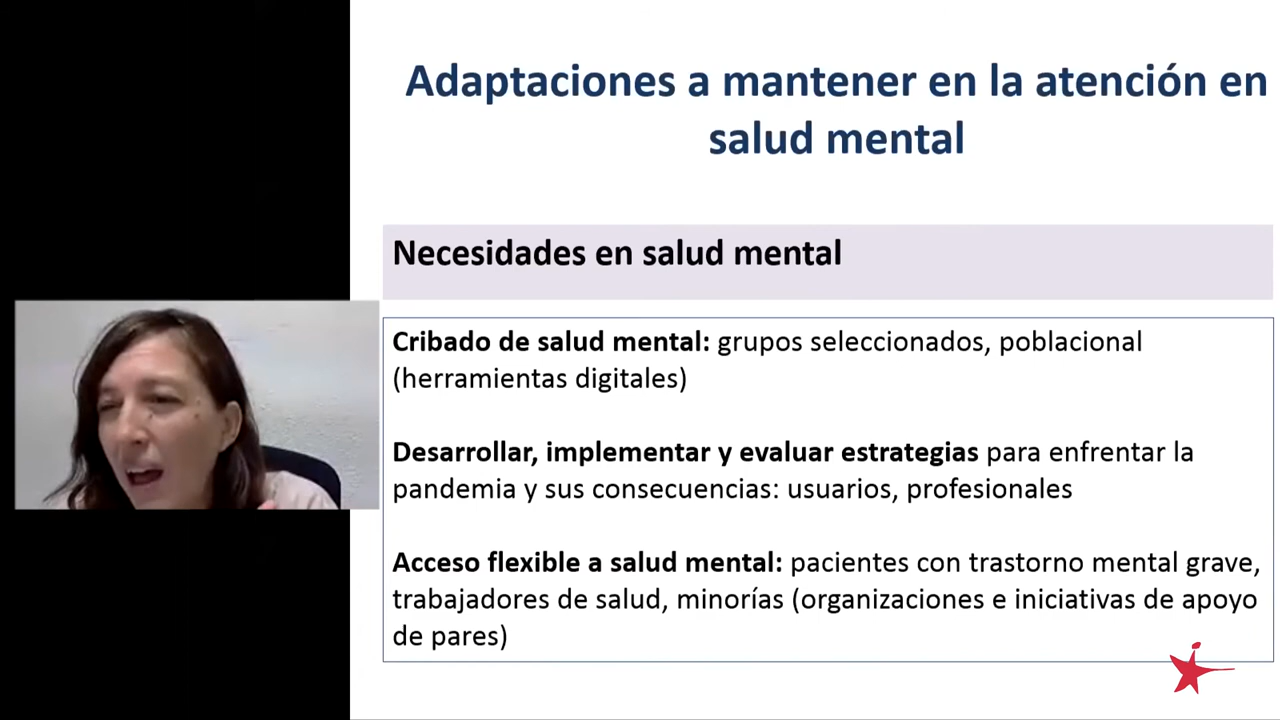 Adaptaciones a mantener en la atención en
salud mental
Necesidades en salud mental
Cribado de salud mental: grupos seleccionados, poblacional
(herramientas digitales)
Desarrollar, implementar y evaluar estrategias para enfrentar la
pandemia y sus consecuencias: usuarios, profesionales
Acceso flexible a salud mental: pacientes con trastorno mental grave,
trabajadores de salud, minorías (organizaciones e iniciativas de apoyo
de pares)